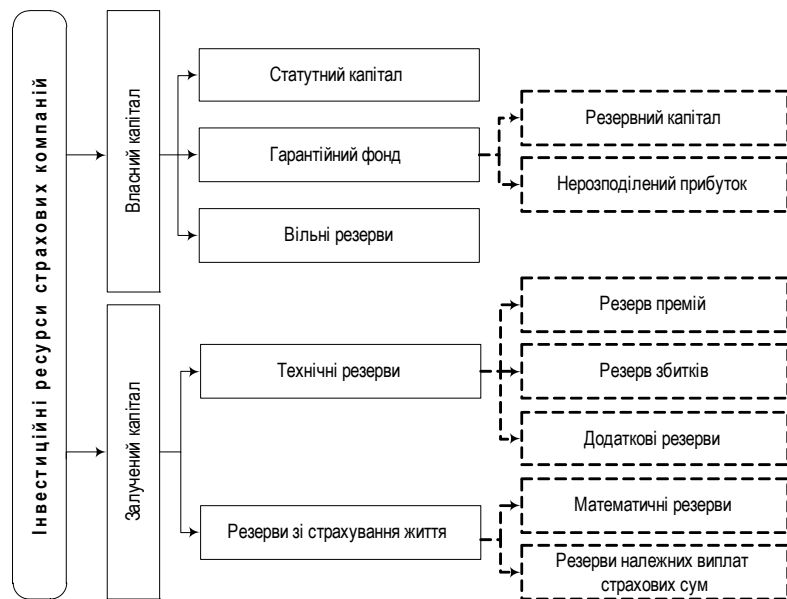 Інвестиційні ресурси страхових компаній
Власний капітал
Статутний капітал
Гарантійний фонд
Вільні резерви
Резервний капітал
Нерозподілений прибуток
Залучений капітал
Технічні резерви
Резерви зі страхування життя
Резерв премій
Резерв збитків
Додаткові резерви
Математичні резерви
Резерви належних виплат
страхових сум